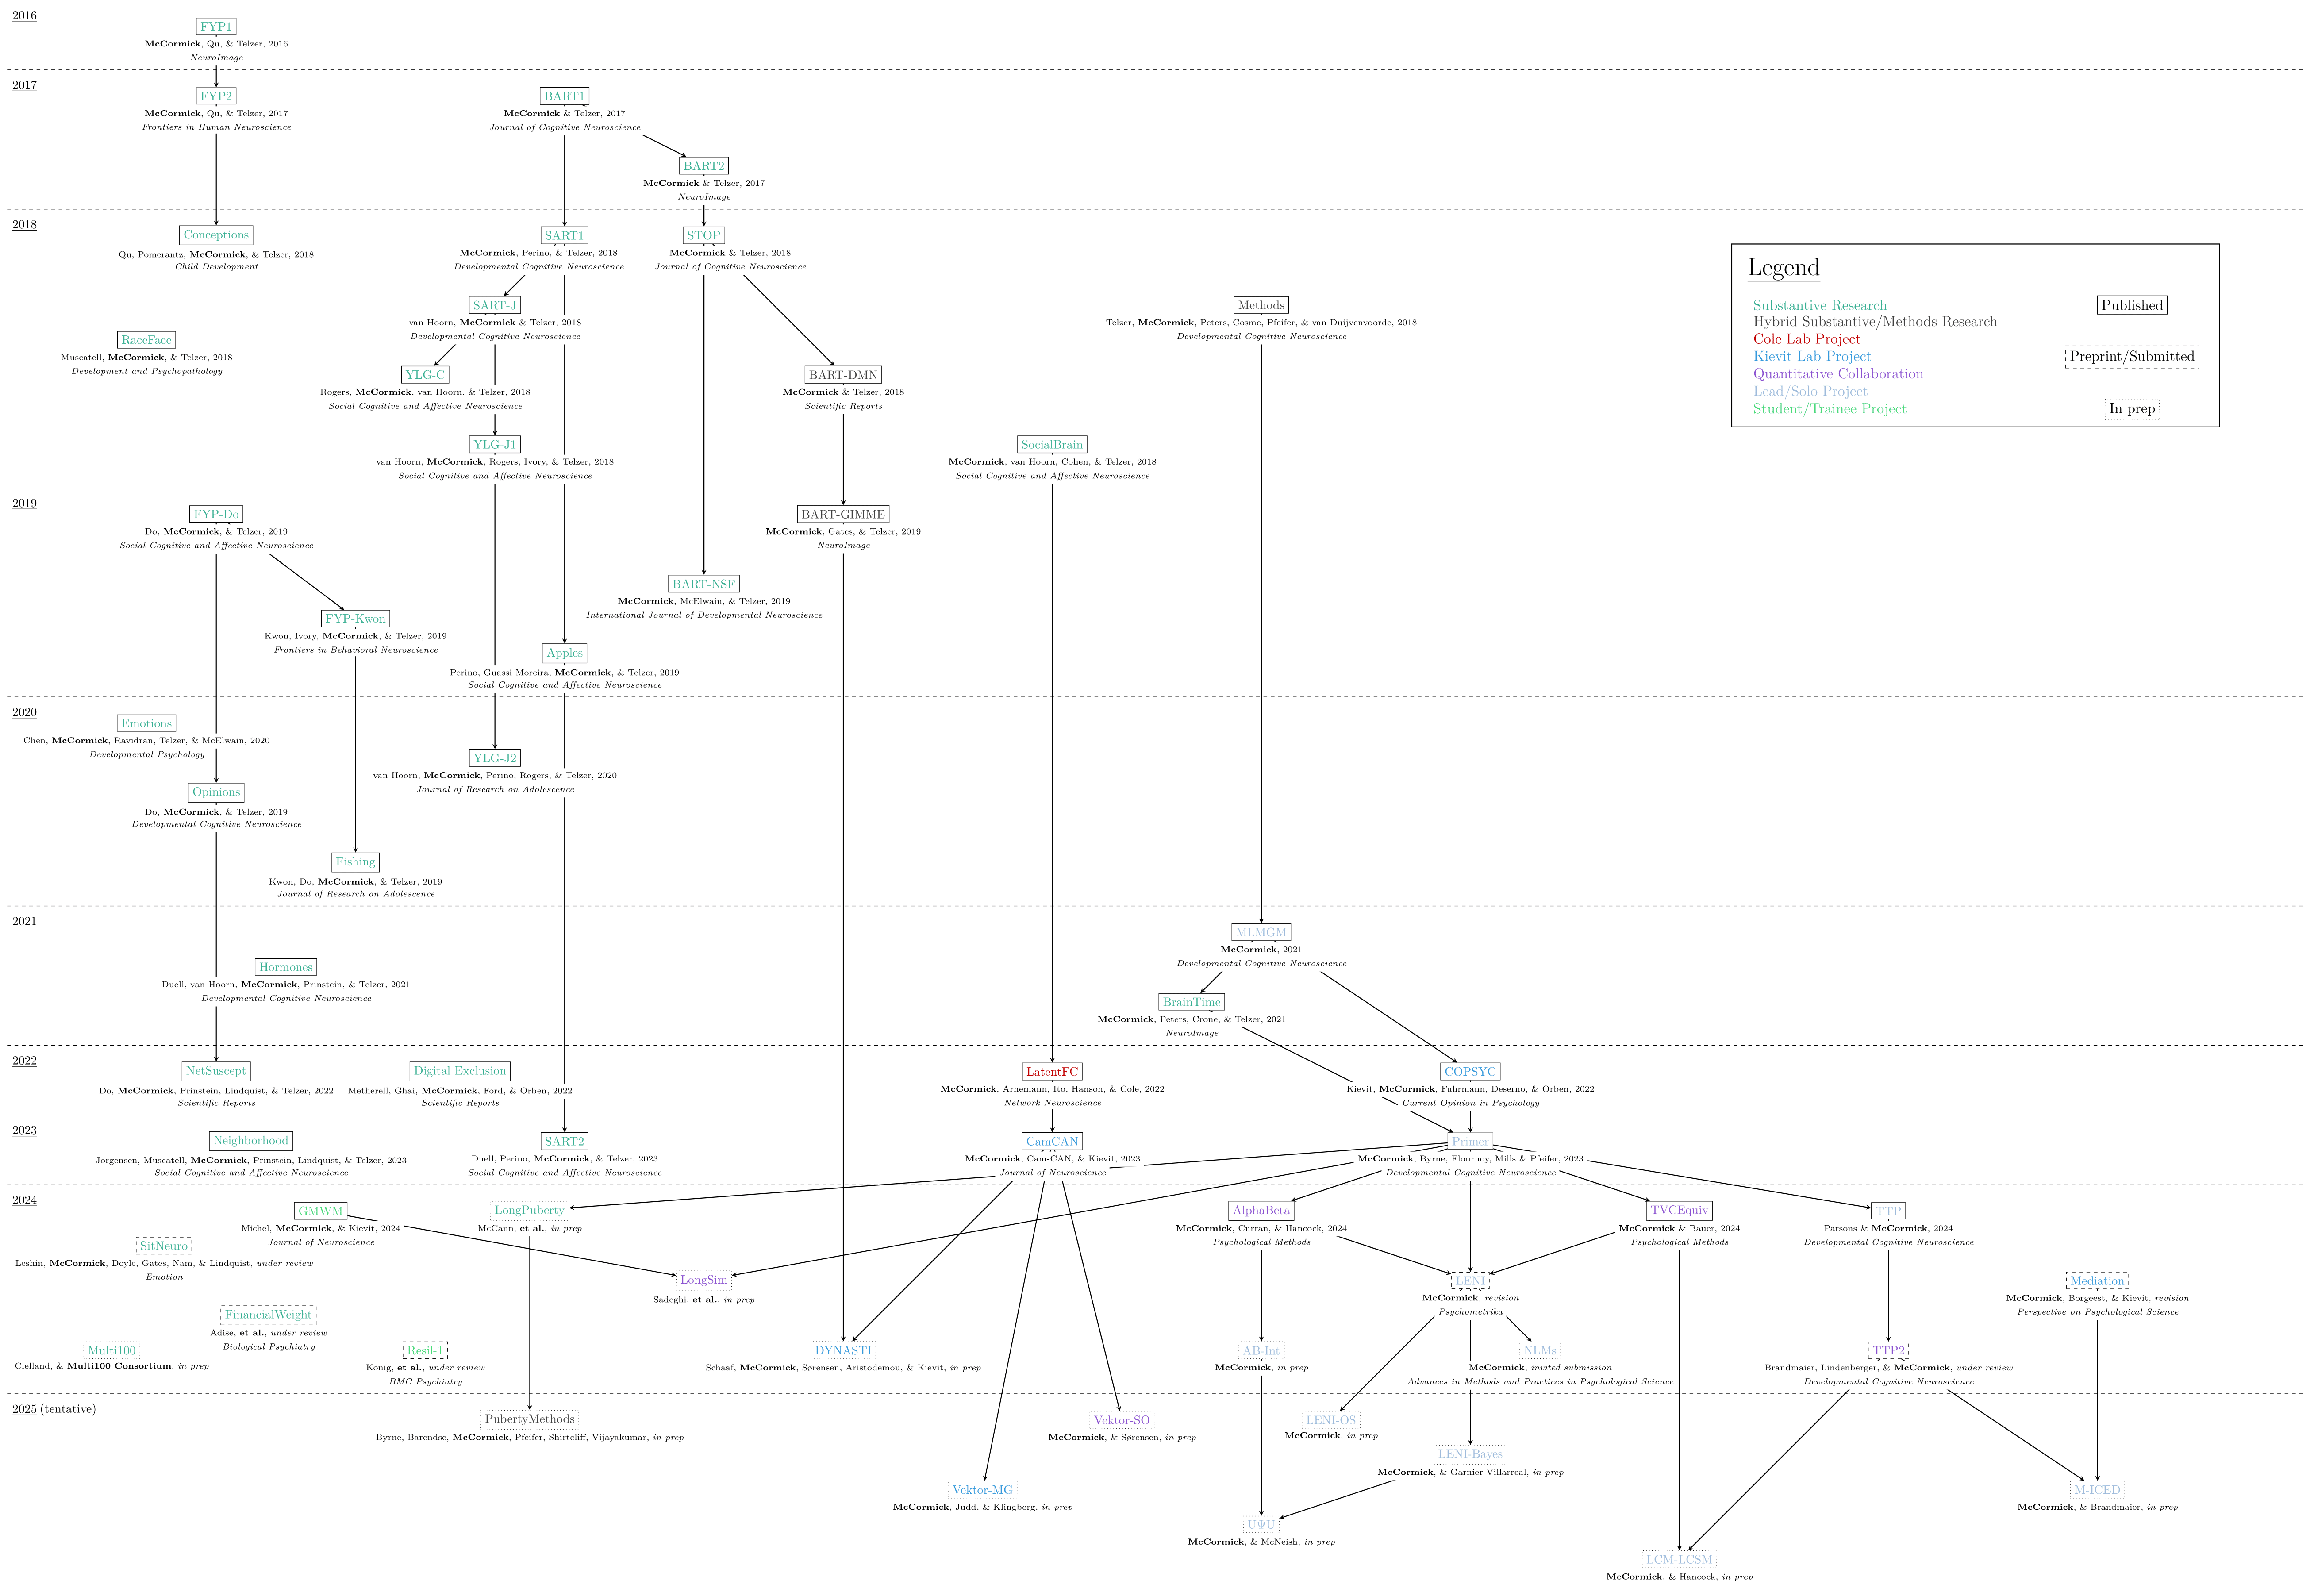 2016
FYP1
McCormick, Qu, & Telzer, 2016
NeuroImage
2017
FYP2
McCormick, Qu, & Telzer, 2017
Frontiers in Human Neuroscience
BART1
McCormick & Telzer, 2017
Journal of Cognitive Neuroscience
BART2
McCormick & Telzer, 2017
NeuroImage
2018
Conceptions
Qu, Pomerantz, McCormick, & Telzer, 2018
Child Development
SART1
McCormick, Perino, & Telzer, 2018
Developmental Cognitive Neuroscience
STOP
McCormick & Telzer, 2018
Journal of Cognitive Neuroscience
Legend
Substantive Research
Hybrid Substantive/Methods Research
Cole Lab Project
Kievit Lab Project
Quantitative Collaboration
Lead/Solo Project
Student/Trainee Project
Published
Preprint/Submitted
In prep
SART-J
van Hoorn, McCormick & Telzer, 2018
Developmental Cognitive Neuroscience
Methods
Telzer, McCormick, Peters, Cosme, Pfeifer, & van Duijvenvoorde, 2018
Developmental Cognitive Neuroscience
RaceFace
Muscatell, McCormick, & Telzer, 2018
Development and Psychopathology
YLG-C
Rogers, McCormick, van Hoorn, & Telzer, 2018
Social Cognitive and Affective Neuroscience
BART-DMN
McCormick & Telzer, 2018
Scientific Reports
YLG-J1
van Hoorn, McCormick, Rogers, Ivory, & Telzer, 2018
Social Cognitive and Affective Neuroscience
SocialBrain
McCormick, van Hoorn, Cohen, & Telzer, 2018
Social Cognitive and Affective Neuroscience
2019
FYP-Do
Do, McCormick, & Telzer, 2019
Social Cognitive and Affective Neuroscience
BART-GIMME
McCormick, Gates, & Telzer, 2019
NeuroImage
BART-NSF
McCormick, McElwain, & Telzer, 2019
International Journal of Developmental Neuroscience
FYP-Kwon
Kwon, Ivory, McCormick, & Telzer, 2019
Frontiers in Behavioral Neuroscience
Apples
Perino, Guassi Moreira, McCormick, & Telzer, 2019
Social Cognitive and Affective Neuroscience
2020
Emotions
Chen, McCormick, Ravidran, Telzer, & McElwain, 2020
Developmental Psychology
YLG-J2
van Hoorn, McCormick, Perino, Rogers, & Telzer, 2020
Journal of Research on Adolescence
Opinions
Do, McCormick, & Telzer, 2019
Developmental Cognitive Neuroscience
Fishing
Kwon, Do, McCormick, & Telzer, 2019
Journal of Research on Adolescence
2021
MLMGM
McCormick, 2021
Developmental Cognitive Neuroscience
Hormones
Duell, van Hoorn, McCormick, Prinstein, & Telzer, 2021
Developmental Cognitive Neuroscience
BrainTime
McCormick, Peters, Crone, & Telzer, 2021
NeuroImage
2022
NetSuscept
Do, McCormick, Prinstein, Lindquist, & Telzer, 2022
Scientific Reports
Digital Exclusion
Metherell, Ghai, McCormick, Ford, & Orben, 2022
Scientific Reports
LatentFC
McCormick, Arnemann, Ito, Hanson, & Cole, 2022
Network Neuroscience
COPSYC
Kievit, McCormick, Fuhrmann, Deserno, & Orben, 2022
Current Opinion in Psychology
2023
Neighborhood
Jorgensen, Muscatell, McCormick, Prinstein, Lindquist, & Telzer, 2023
Social Cognitive and Affective Neuroscience
SART2
Duell, Perino, McCormick, & Telzer, 2023
Social Cognitive and Affective Neuroscience
CamCAN
McCormick, Cam-CAN, & Kievit, 2023
Journal of Neuroscience
Primer
McCormick, Byrne, Flournoy, Mills & Pfeifer, 2023
Developmental Cognitive Neuroscience
2024
GMWM
Michel, McCormick, & Kievit, 2024
Journal of Neuroscience
LongPuberty
McCann, et al., in prep
AlphaBeta
McCormick, Curran, & Hancock, 2024
Psychological Methods
TVCEquiv
McCormick & Bauer, 2024
Psychological Methods
TTP
Parsons & McCormick, 2024
Developmental Cognitive Neuroscience
SitNeuro
Leshin, McCormick, Doyle, Gates, Nam, & Lindquist, under review
Emotion
LongSim
Sadeghi, et al., in prep
LENI
McCormick, revision
Psychometrika
Mediation
McCormick, Borgeest, & Kievit, revision
Perspective on Psychological Science
FinancialWeight
Adise, et al., under review
Biological Psychiatry
Multi100
Clelland, & Multi100 Consortium, in prep
Resil-1
König, et al., under review
BMC Psychiatry
DYNASTI
Schaaf, McCormick, Sørensen, Aristodemou, & Kievit, in prep
AB-Int
McCormick, in prep
NLMs
McCormick, invited submission
Advances in Methods and Practices in Psychological Science
TTP2
Brandmaier, Lindenberger, & McCormick, under review
Developmental Cognitive Neuroscience
2025 (tentative)
PubertyMethods
Byrne, Barendse, McCormick, Pfeifer, Shirtcliff, Vijayakumar, in prep
Vektor-SO
McCormick, & Sørensen, in prep
LENI-OS
McCormick, in prep
LENI-Bayes
McCormick, & Garnier-Villarreal, in prep
Vektor-MG
McCormick, Judd, & Klingberg, in prep
M-ICED
McCormick, & Brandmaier, in prep
UΨU
McCormick, & McNeish, in prep
LCM-LCSM
McCormick, & Hancock, in prep